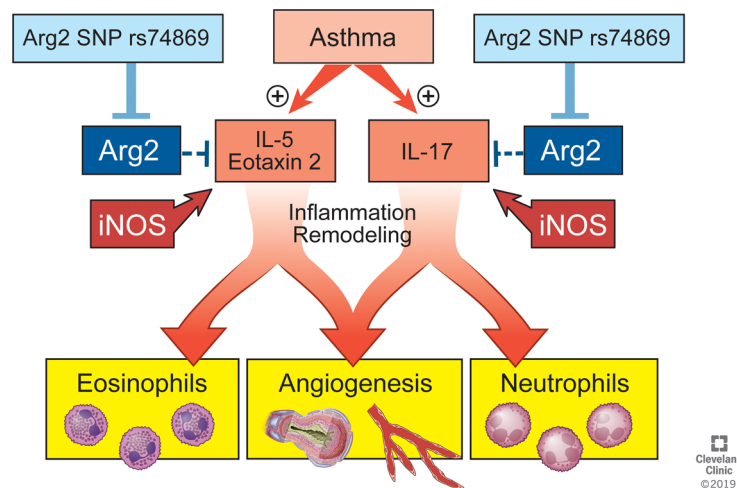 Arg2 SNP rs74869
Asthma
Arg2 SNP rs74869
+
+
Arg2
IL-5
Eotaxin 2
IL-17
Arg2
iNOS
Inflammation
Remodeling
iNOS
Eosinophils
Angiogenesis
Neutrophils
Clevelan
Clinic
©2019